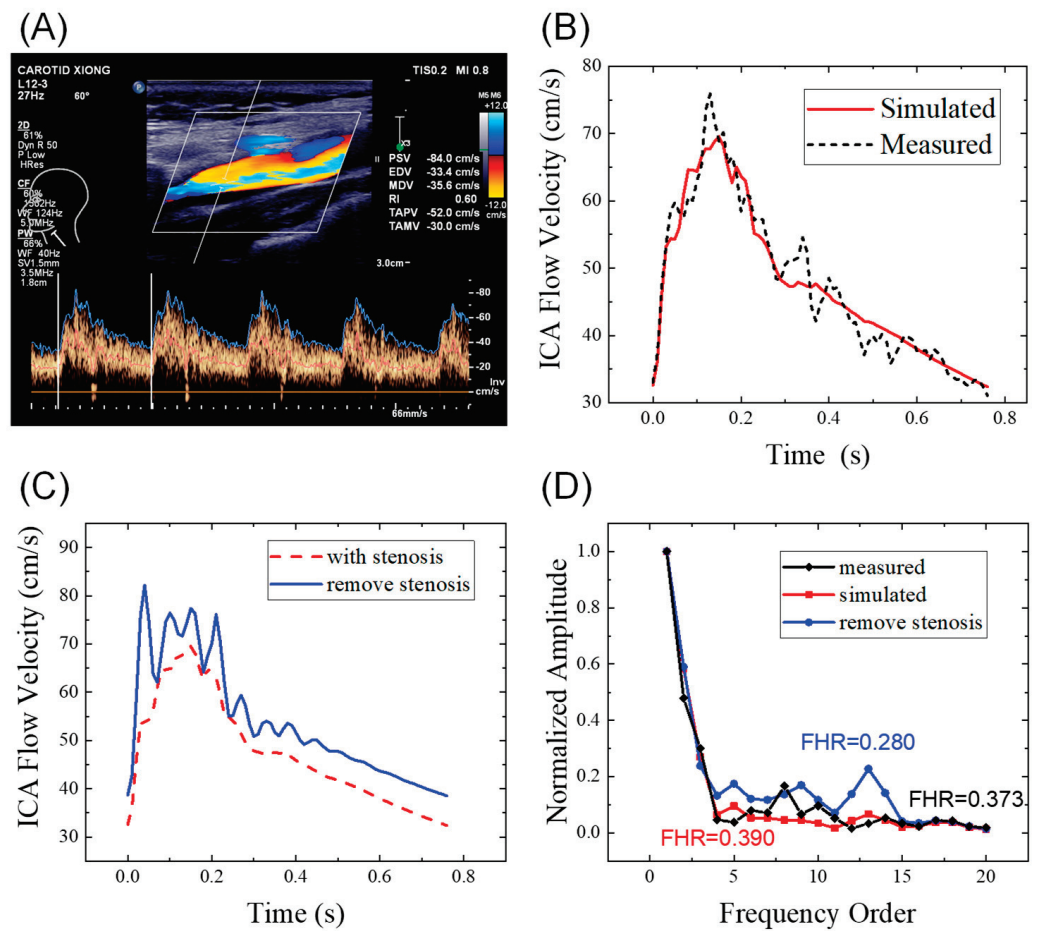 (A)
CAROTID XIONG
L12-3
27Hz 60°
TIS0.2 MI 0.8
P
M5 M6
+12.0
2D
61%
Dyn R 50
P Low
HRes
CF
60%
1302Hz
WF 124Hz
5.0MHz
PW
66%
WF 40Hz
SV1.5mm
3.5MHz
1.8cm
x3
PSV -84.0 cm/s
EDV -33.4 cm/s
MDV -35.6 cm/s
RI 0.60
TAPV -52.0 cm/s
TAMV -30.0 cm/s
-12.0
cm/s
3.0cm
-80
-60
-40
-20
Inv
cm/s
66mm/s
(B)
ICA Flow Velocity (cm/s)
80
70
60
50
40
30
Simulated
Measured
0.0 0.2 0.4 0.6 0.8
Time (s)
(C)
ICA Flow Velocity (cm/s)
90
80
70
60
50
40
30
with stenosis
remove stenosis
0.0 0.2 0.4 0.6 0.8
Time (s)
(D)
Normalized Amplitude
1.0
0.8
0.6
0.4
0.2
0.0
measured
simulated
remove stenosis
FHR=0.280
FHR=0.373
FHR=0.390
0 5 10 15 20
Frequency Order